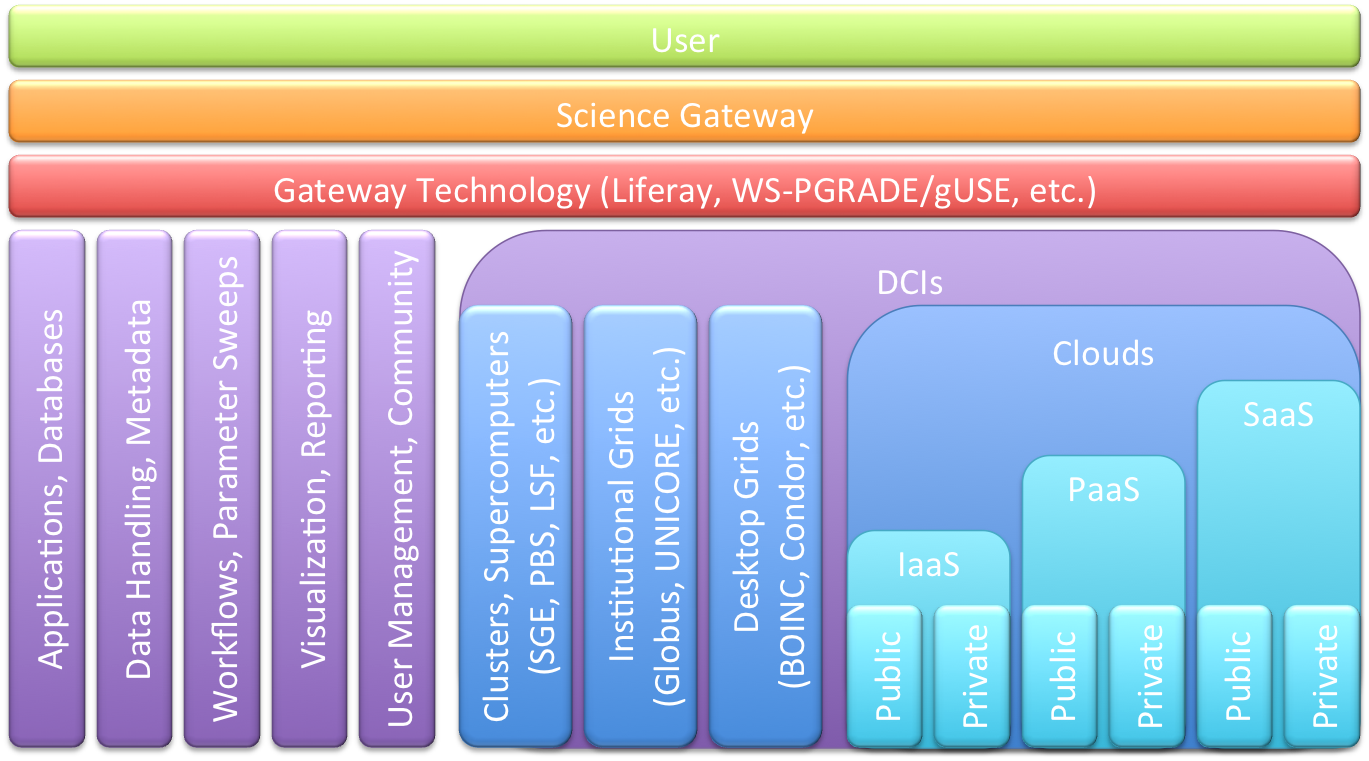 User
Science Gateway
Gateway Technology (Liferay, WS-PGRADE/gUSE, etc.)
Applications, Databases
Data Handling, Metadata
Workflows, Parameter Sweeps
Visualization, Reporting
User Management, Community
DCIs
Clusters, Supercomputers
(SGE, PBS, LSF, etc.)
Institutional Grids
(Globus, UNICORE, etc.)
Desktop Grids
(BOINC, Condor, etc.)
Clouds
IaaS
Public
Private
PaaS
Public
Private
SaaS
Public
Private